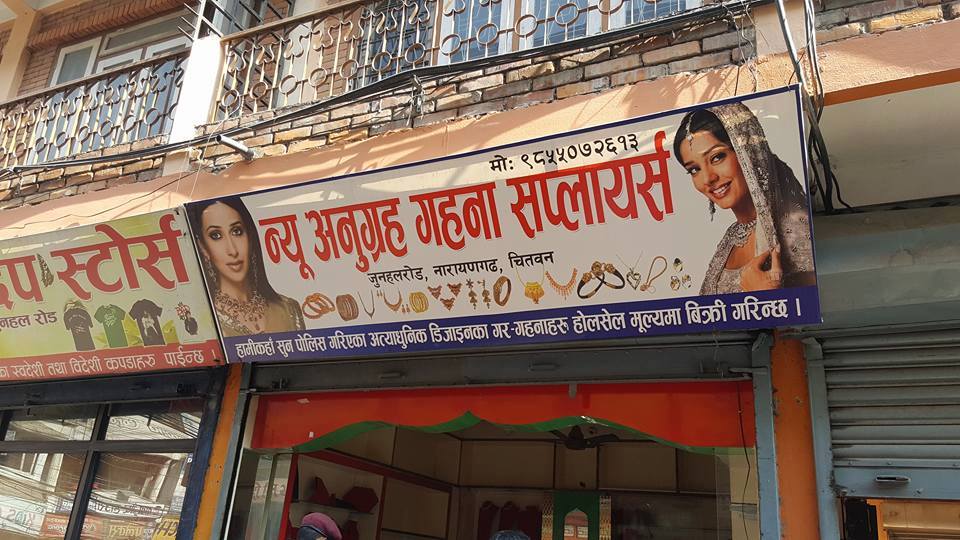 मो: ९८५५०७२६१३
न्यू अनुग्रह गहना सप्लायर्स
जुनहलरोड, नारायणगढ, चितवन
हामीकहाँ सुन पोलिस गरिएका अत्याधुनिक डिजाइनका गर-गहनाहरु होलसेल मूल्यमा बिक्री गरिन्छ ।
स्टोर्स
रोड
स्वदेशी तथा विदेशी कपडाहरु पाईन्छ